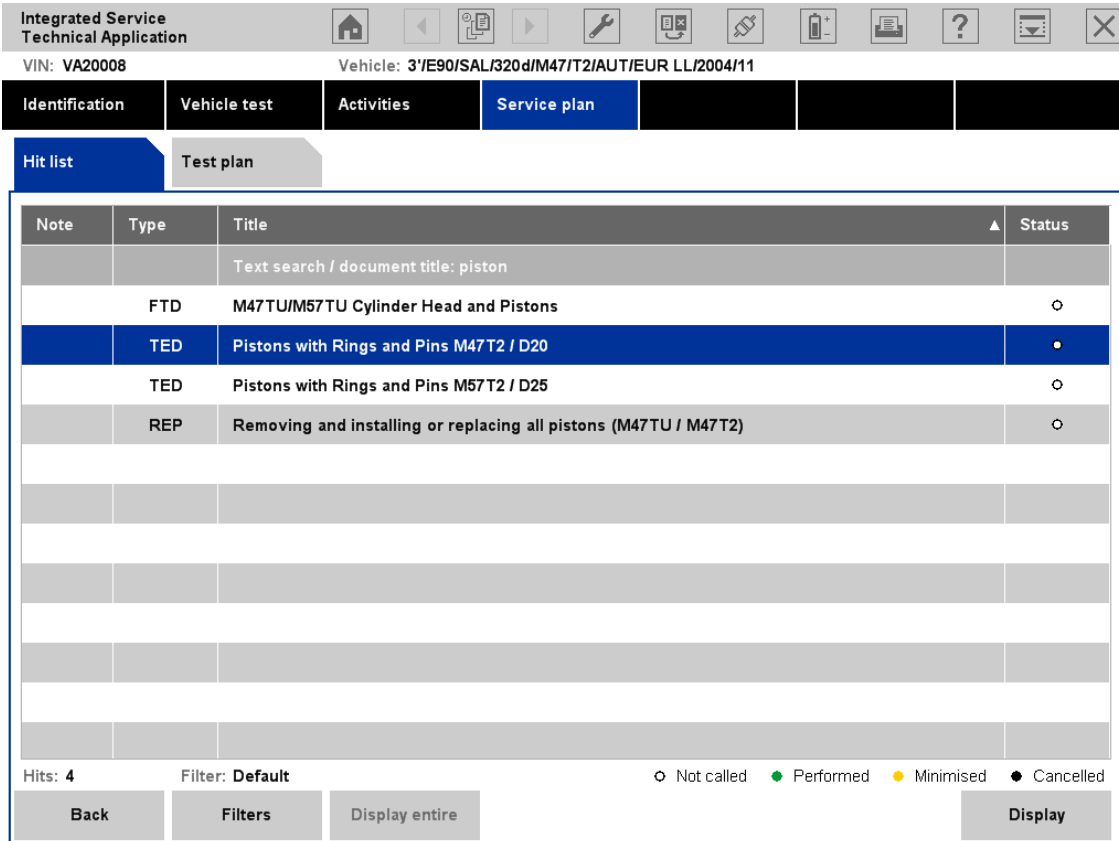 Integrated Service
Technical Application
VIN: VA20008 Vehicle: 3'/E90/SAL/320d/M47/T2/AUT/EUR LL/2004/11
Identification Vehicle test Activities Service plan
Hit list Test plan
Note Type Title Status
Text search / document title: piston
FTD M47TU/M57TU Cylinder Head and Pistons
TED Pistons with Rings and Pins M47T2 / D20
TED Pistons with Rings and Pins M57T2 / D25
REP Removing and installing or replacing all pistons (M47TU / M47T2)
Hits: 4 Filter: Default Not called Performed Minimised Cancelled
Back Filters Display entire Display